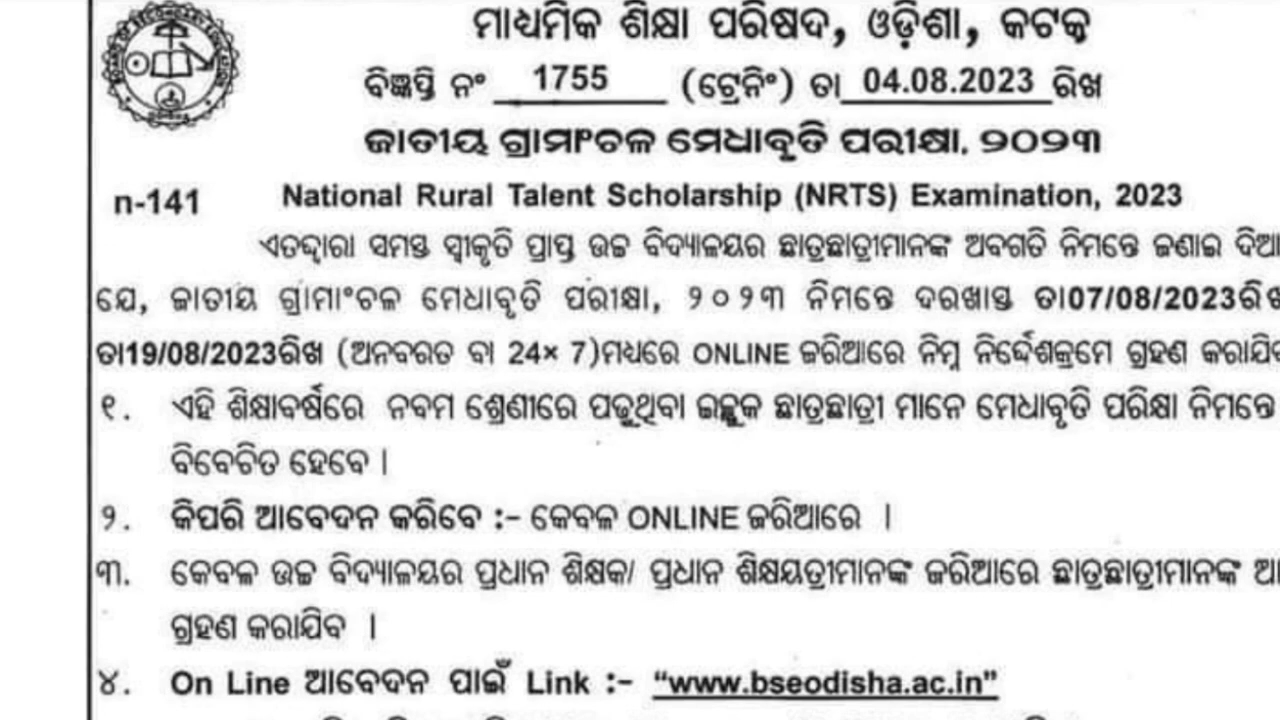 ମାଧ୍ୟମିକ ଶିକ୍ଷା ପରିଷଦ, ଓଡ଼ିଶା, କଟକ
ବିଜ୍ଞପ୍ତି ନଂ 1755 (ଟ୍ରେନିଂ) ତା 04.08.2023 ରିଖ
ଜାତୀୟ ଗ୍ରାମାଂଚଳ ମେଧାବୃତି ପରୀକ୍ଷା. ୨୦୨୩
n-141 National Rural Talent Scholarship (NRTS) Examination, 2023
ଏତଦ୍ଦ୍ୱାରା ସମସ୍ତ ସ୍ୱୀକୃତି ପ୍ରାପ୍ତ ଉଚ୍ଚ ବିଦ୍ୟାଳୟର ଛାତ୍ରଛାତ୍ରୀମାନଙ୍କ ଅବଗତି ନିମନ୍ତେ ଜଣାଇ
ଯେ, ଜାତୀୟ ଗ୍ରାମାଂଚଳ ମେଧାବୃତି ପରୀକ୍ଷା, ୨୦୨୩ ନିମନ୍ତେ ଦରଖାସ୍ତ ତା07/08/2023ରିଖ
ତା19/08/2023ରିଖ (ଅନବରତ ବା 24× 7)ମଧ୍ୟରେ ONLINE ଜରିଆରେ ନିମ୍ନ ନିର୍ଦ୍ଦେଶକ୍ରମେ ଗ୍ରହଣ
୧. ଏହି ଶିକ୍ଷାବର୍ଷରେ ନବମ ଶ୍ରେଣୀରେ ପଢୁଥିବା ଇଚ୍ଛୁକ ଛାତ୍ରଛାତ୍ରୀ ମାନେ ମେଧାବୃତି ପରିକ୍ଷା ନିମନ୍ତେ
ବିବେଚିତ ହେବେ ।
୨. କିପରି ଆବେଦନ କରିବେ :- କେବଳ ONLINE ଜରିଆରେ ।
୩. କେବଳ ଉଚ୍ଚ ବିଦ୍ୟାଳୟର ପ୍ରଧାନ ଶିକ୍ଷକ/ ପ୍ରଧାନ ଶିକ୍ଷୟତ୍ରୀମାନଙ୍କ ଜରିଆରେ ଛାତ୍ରଛାତ୍ରୀମାନଙ୍କ
ଗ୍ରହଣ କରାଯିବ ।
୪. On Line ଆବେଦନ ପାଇଁ Link :- “www.bseodisha.ac.in”